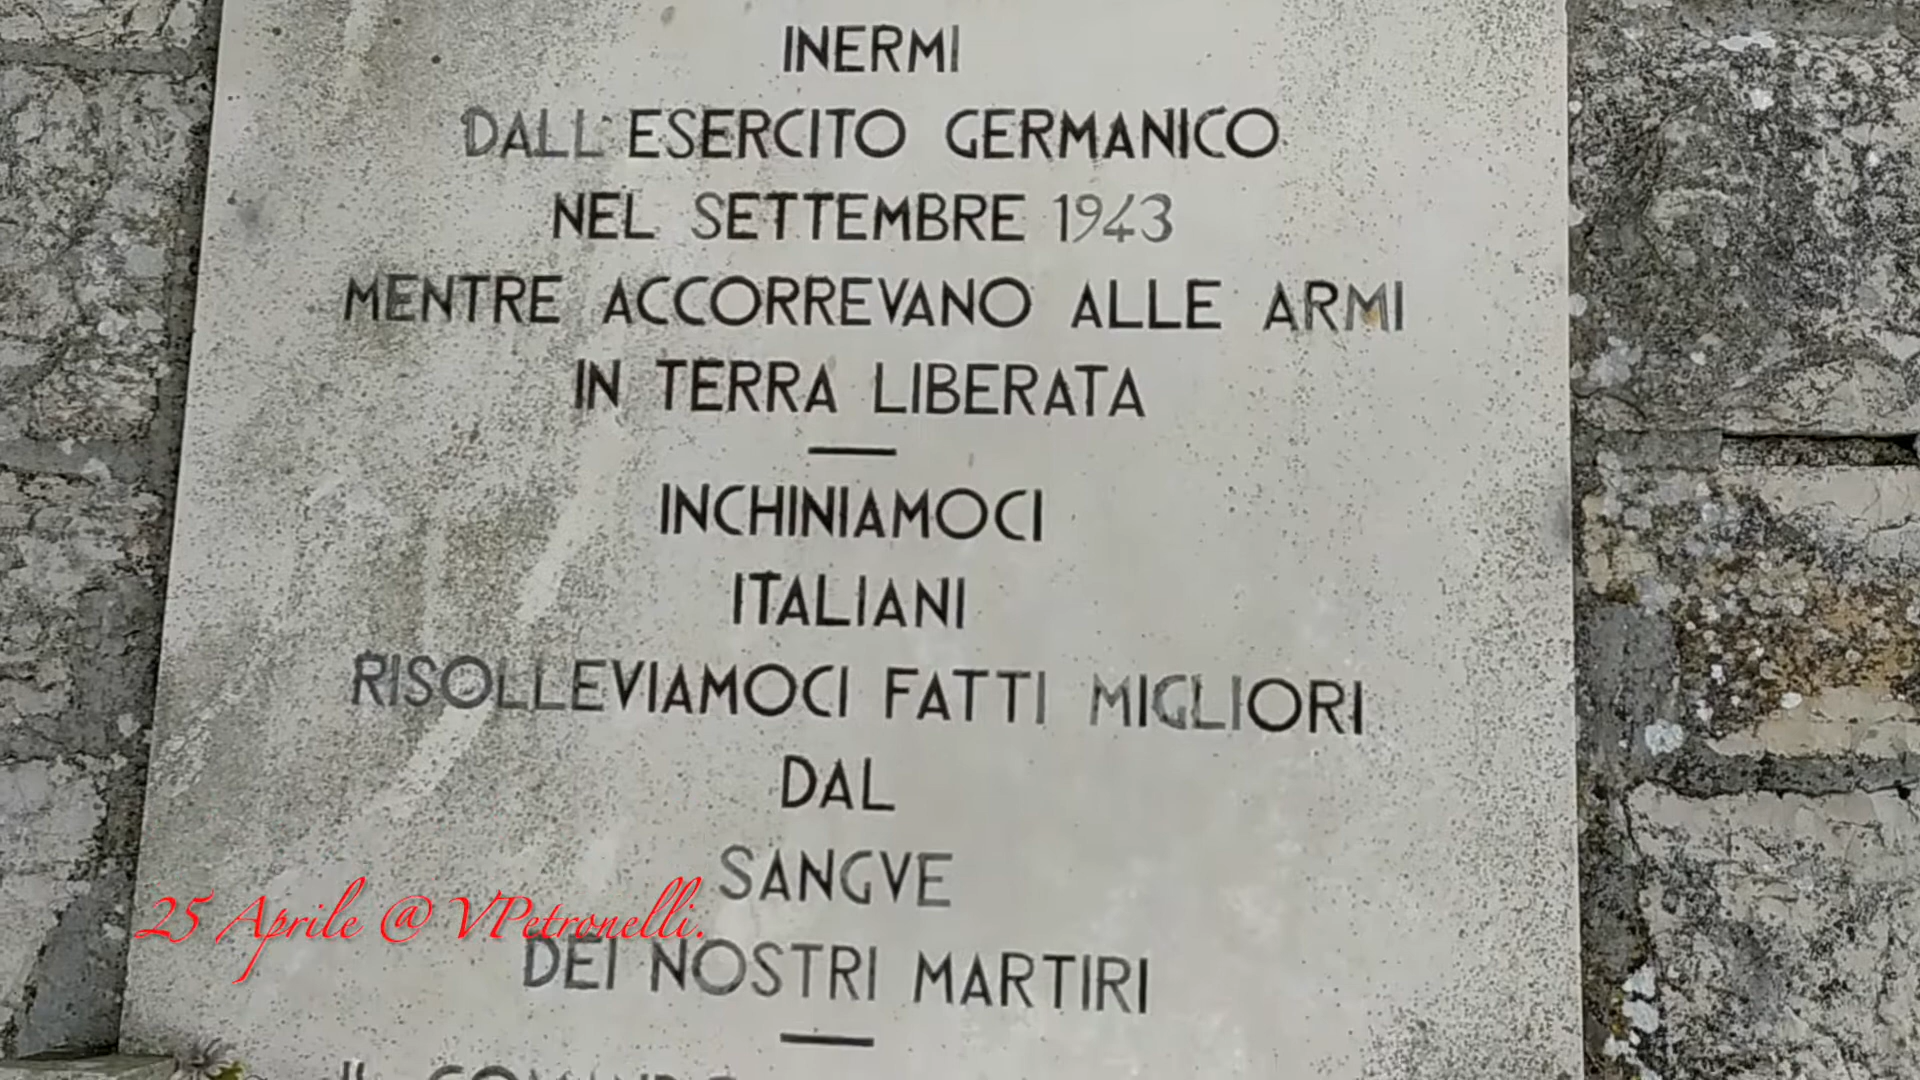 INERMI
DALL'ESERCITO GERMANICO
NEL SETTEMBRE 1943
MENTRE ACCORREVANO ALLE ARMI
IN TERRA LIBERATA
INCHINIAMOCI
ITALIANI
RISOLLEVIAMOCI FATTI MIGLIORI
DAL
SANGVE
25 Aprile @ VPetronelli.
DEI NOSTRI MARTIRI
IL